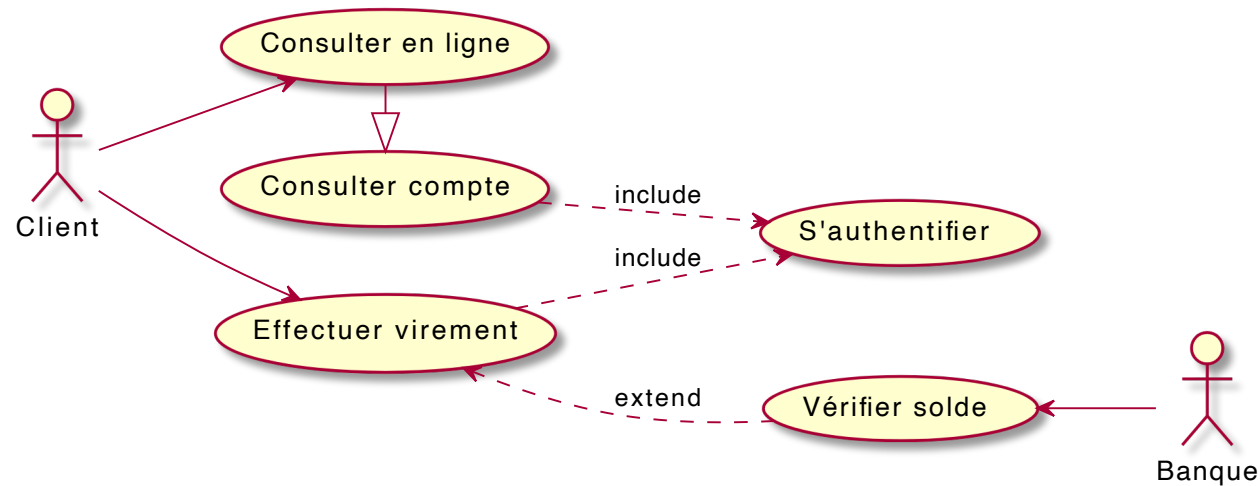 Consulter en ligne
Consulter compte
include
Client
S'authentifier
include
Effectuer virement
extend
Vérifier solde
Banque